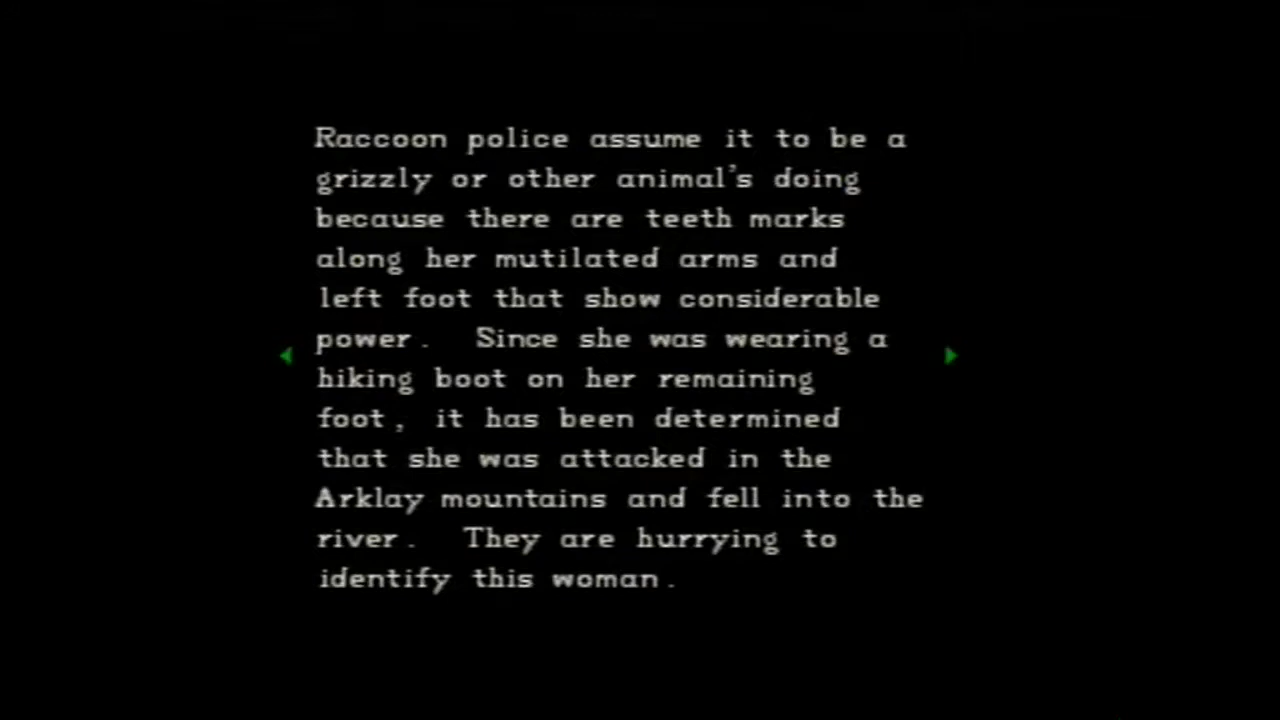 Raccoon police assume it to be a
grizzly or other animal's doing
because there are teeth marks
along her mutilated arms and
left foot that show considerable
power.  Since she was wearing a
hiking boot on her remaining
foot, it has been determined
that she was attacked in the
Arklay mountains and fell into the
river.  They are hurrying to
identify this woman.